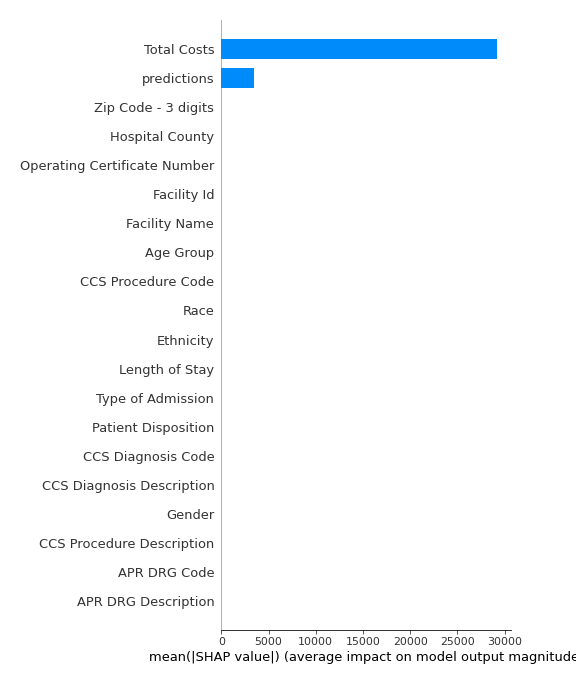 Total Costs
predictions
Zip Code - 3 digits
Hospital County
Operating Certificate Number
Facility Id
Facility Name
Age Group
CCS Procedure Code
Race
Ethnicity
Length of Stay
Type of Admission
Patient Disposition
CCS Diagnosis Code
CCS Diagnosis Description
Gender
CCS Procedure Description
APR DRG Code
APR DRG Description
0 5000 10000 15000 20000 25000 30000
mean(|SHAP value|) (average impact on model output magnitude